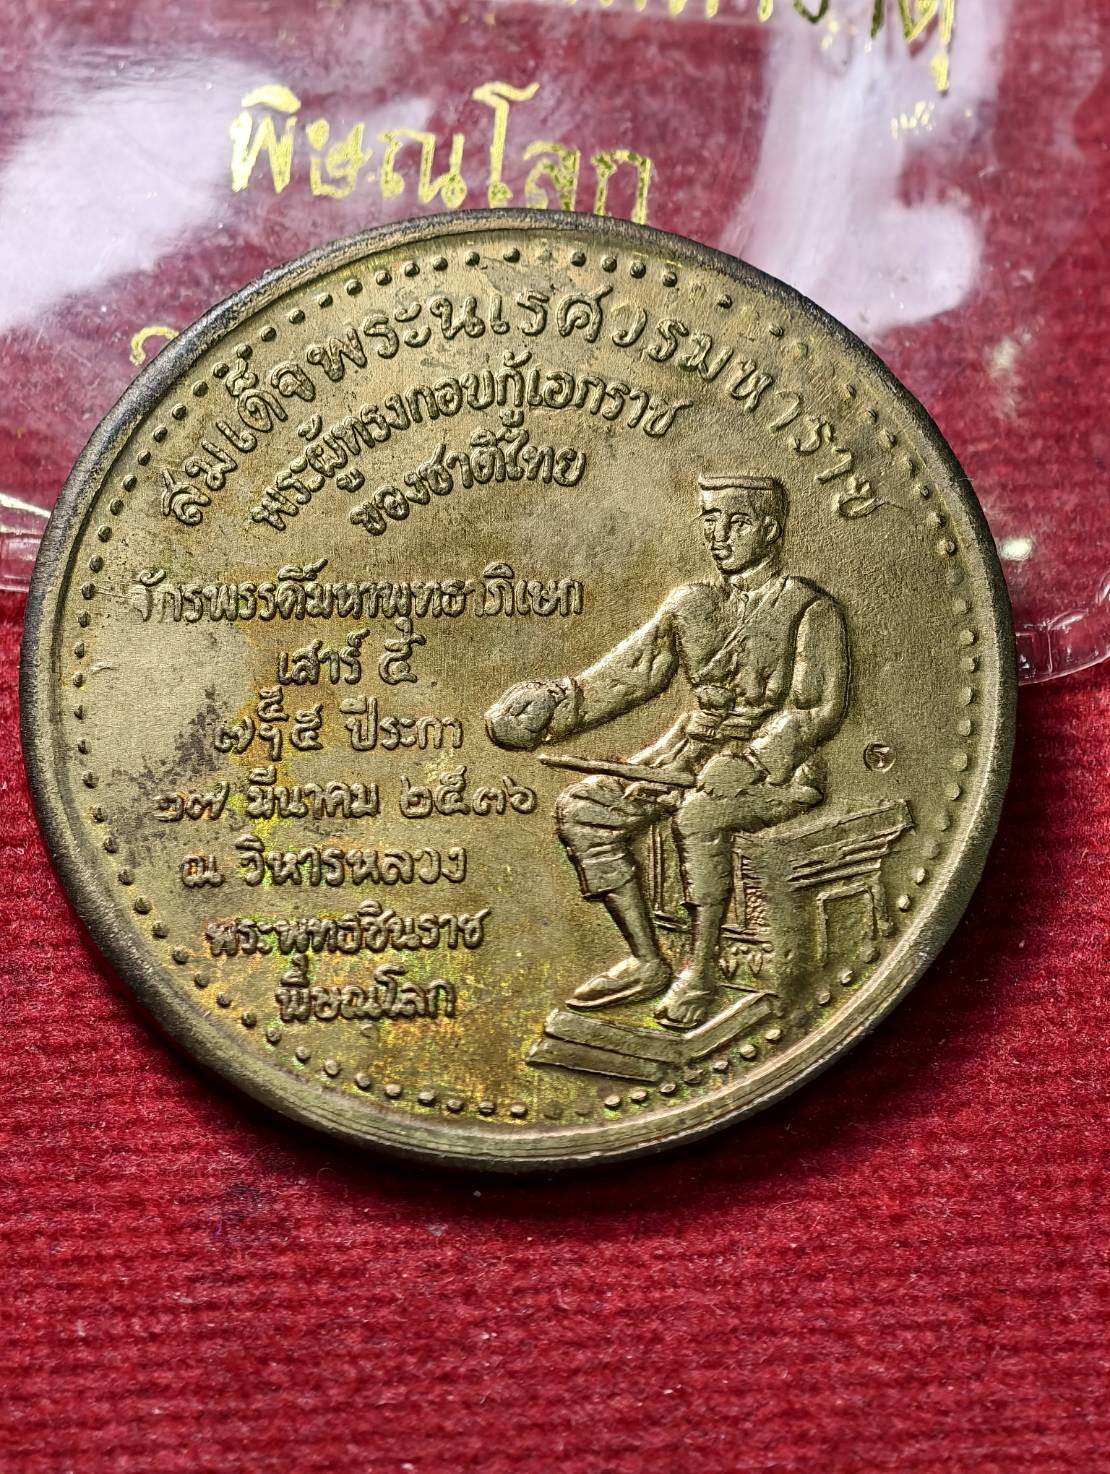 พิษณุโลก
สมเด็จพระนเรศวรมหาราช
พระผู้ทรงกอบกู้เอกราช
ของชาติไทย
จักรพรรดิ์มหาพุทธาภิเษก
เสาร์ ๕
๗ ๕ ปีระกา
๒๗ มีนาคม ๒๕๓๖
ณ วิหารหลวง
พระพุทธชินราช
พิษณุโลก